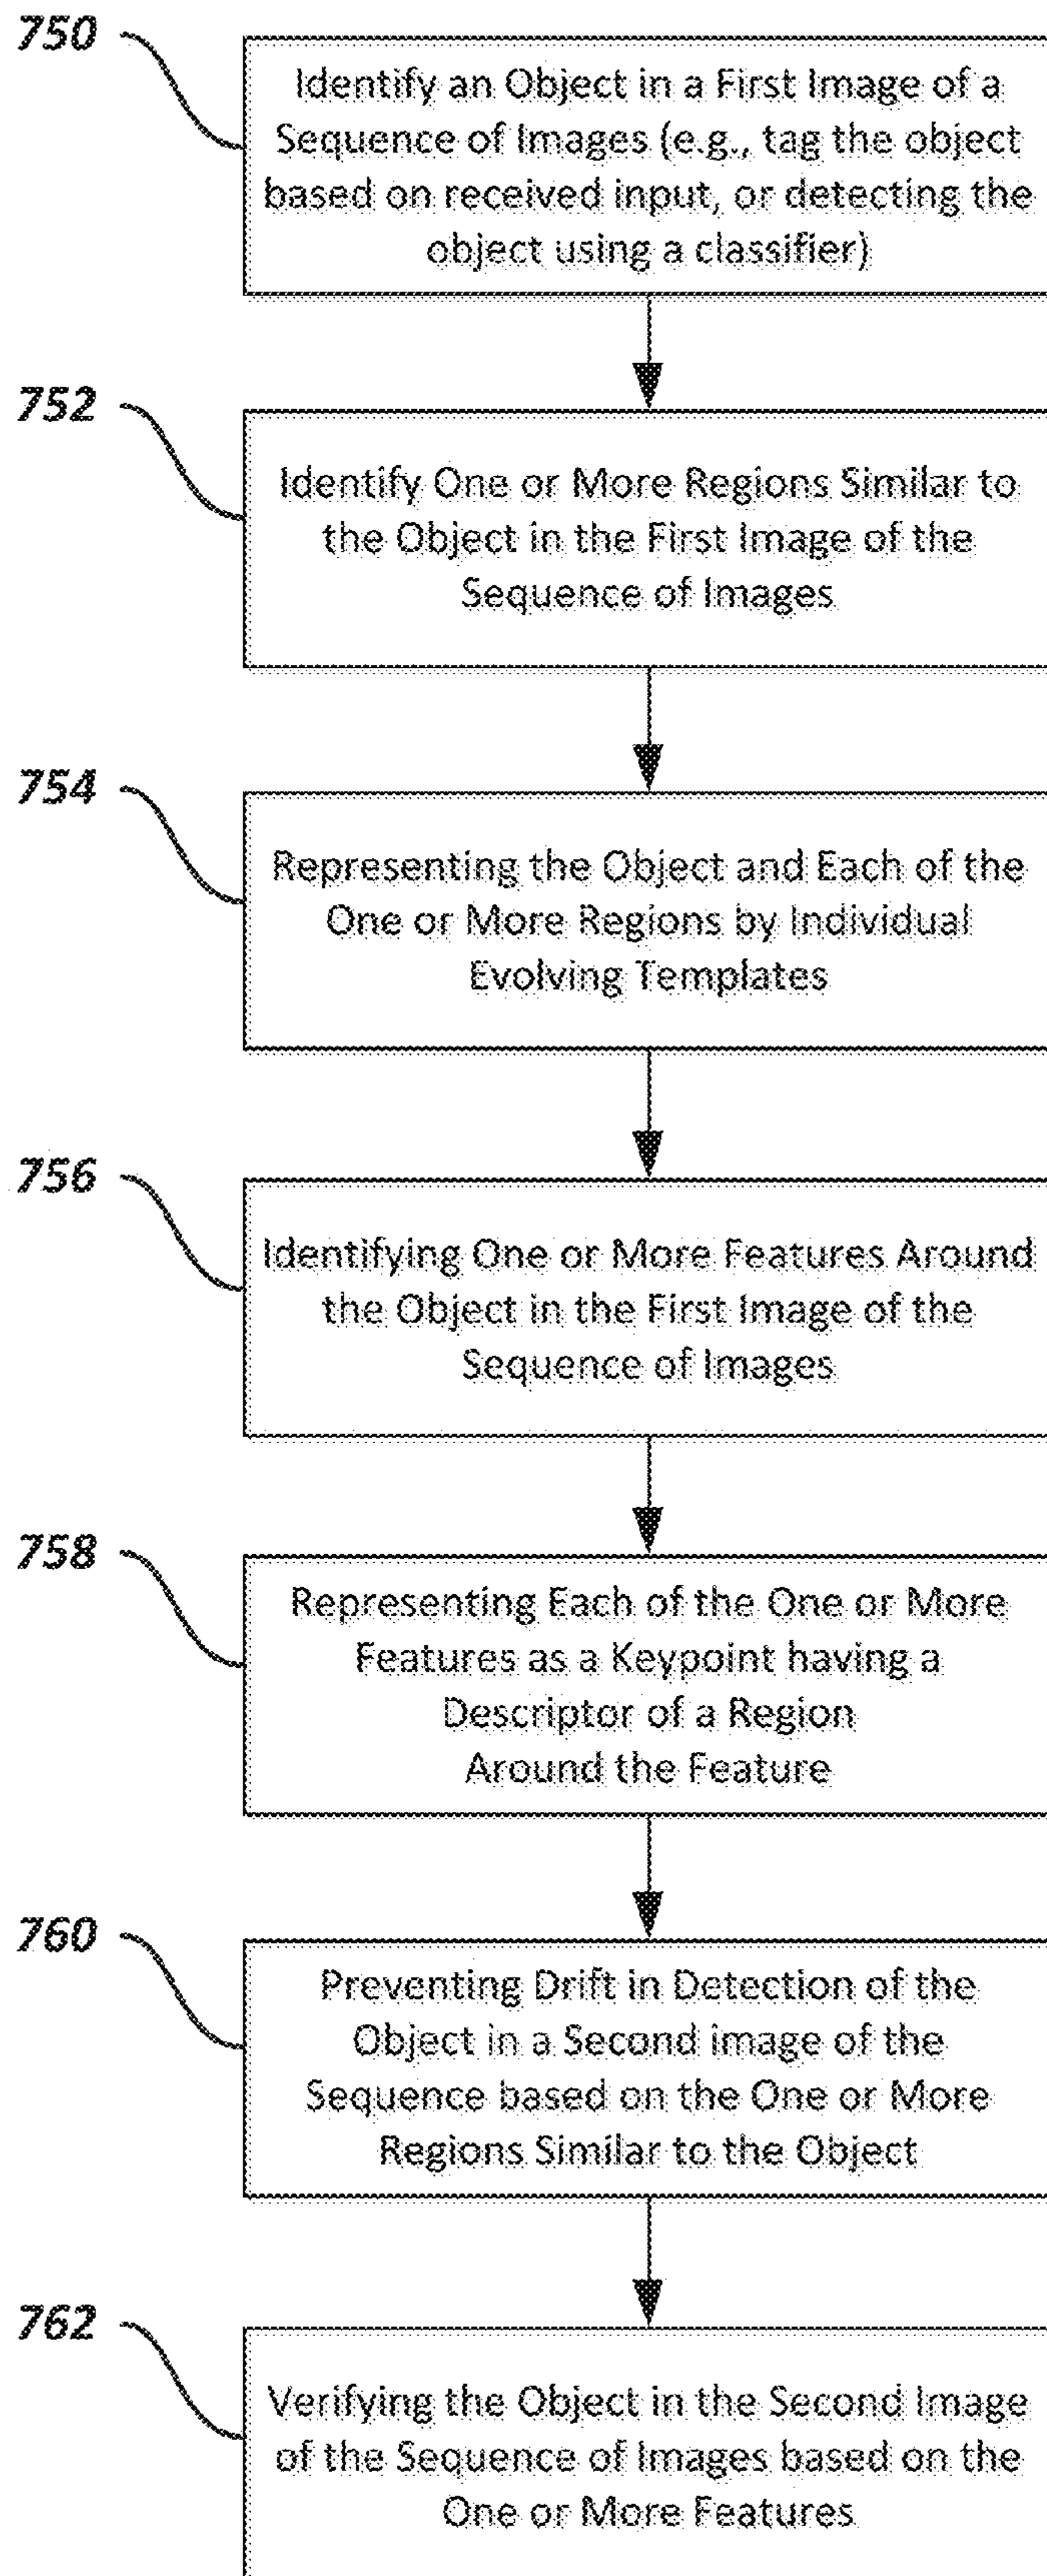 750
Identify an Object in a First Image of a
Sequence of Images (e.g., tag the object
based on received input, or detecting the
object using a classifier)
752
Identify One or More Regions Similar to
the Object in the First Image of the
Sequence of Images
754
Representing the Object and Each of the
One or More Regions by Individual
Evolving Templates
756
Identifying One or More Features Around
the Object in the First Image of the
Sequence of Images
758
Representing Each of the One or More
Features as a Keypoint having a
Descriptor of a Region
Around the Feature
760
Preventing Drift in Detection of the
Object in a Second image of the
Sequence based on the One or More
Regions Similar to the Object
762
Verifying the Object in the Second Image
of the Sequence of Images based on the
One or More Features